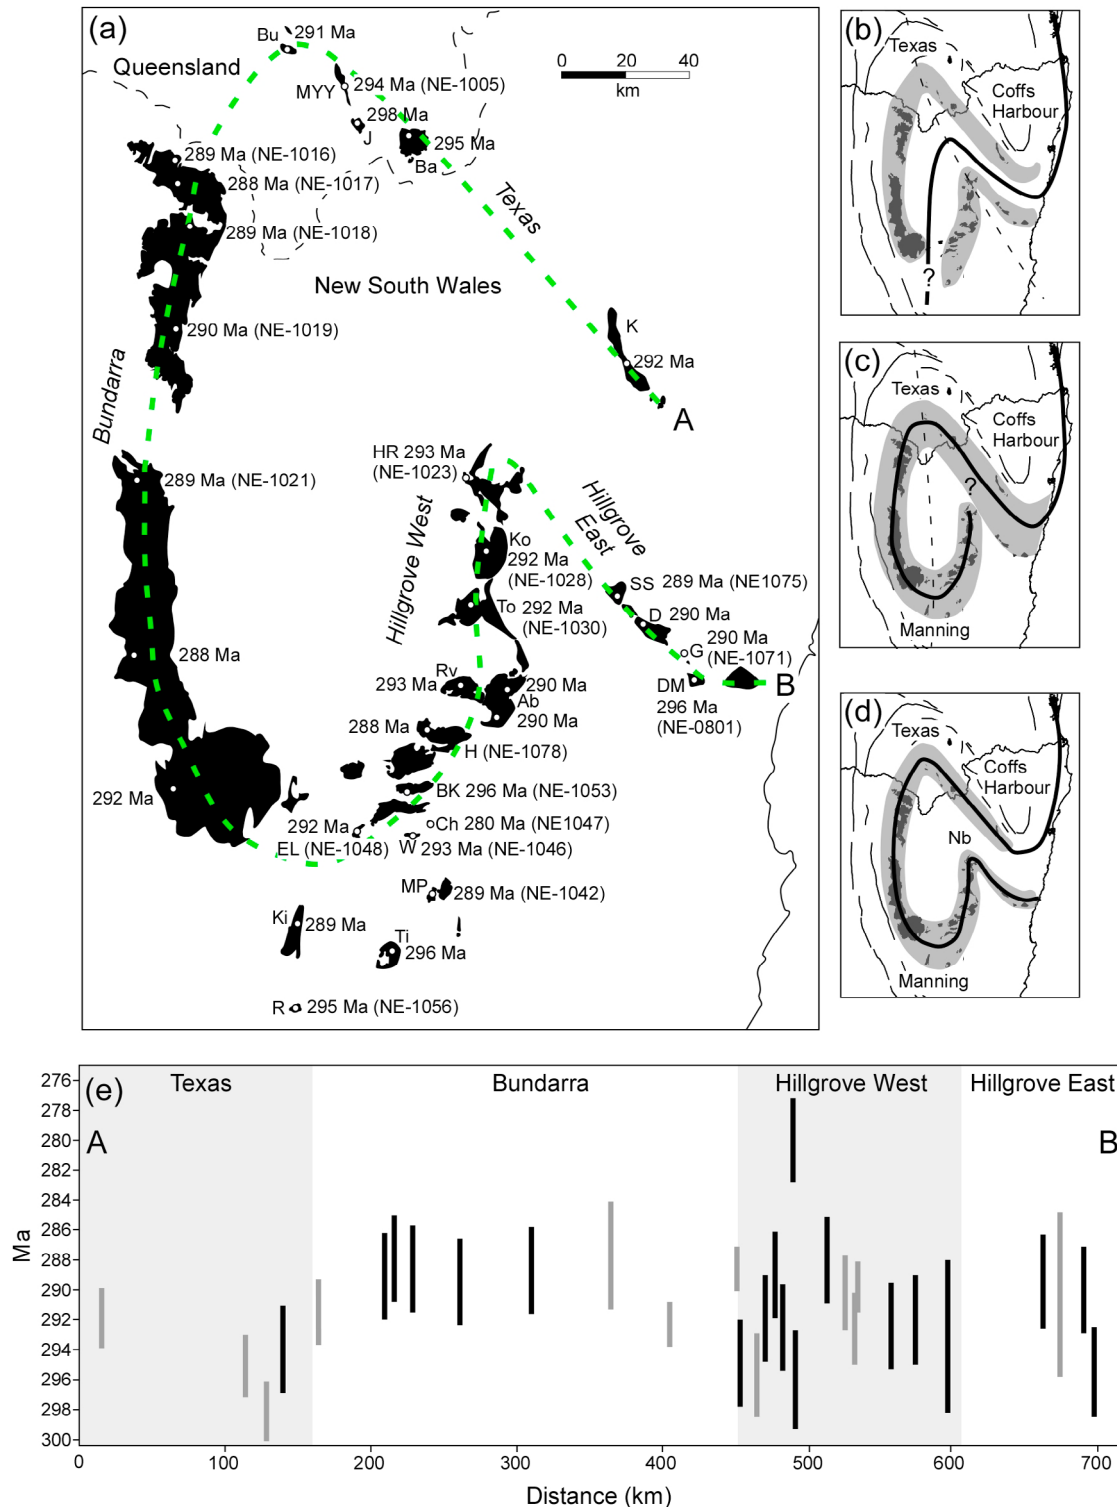 (a)
Bu 291 Ma
Queensland
0 20 40
km
MYY 294 Ma (NE-1005)
298 Ma
J
295 Ma
Ba
289 Ma (NE-1016)
288 Ma (NE-1017)
289 Ma (NE-1018)
Texas
New South Wales
290 Ma (NE-1019)
K
292 Ma
A
Bundarra
HR 293 Ma
(NE-1023)
289 Ma (NE-1021)
Hillgrove West
Hillgrove
East
Ko
292 Ma
(NE-1028)
SS 289 Ma (NE1075)
To 292 Ma
(NE-1030)
D 290 Ma
290 Ma
G (NE-1071)
288 Ma
Rv
293 Ma
290 Ma
Ab
290 Ma
DM
296 Ma
(NE-0801)
B
288 Ma
H (NE-1078)
292 Ma
BK 296 Ma (NE-1053)
292 Ma
EL (NE-1048)
Ch 280 Ma (NE1047)
W 293 Ma (NE-1046)
MP 289 Ma (NE-1042)
Ki 289 Ma
Ti
296 Ma
R 295 Ma (NE-1056)
(b)
Texas
Coffs
Harbour
?
(c)
Texas
Coffs
Harbour
?
Manning
(d)
Texas
Coffs
Harbour
Nb
Manning
(e)
Texas Bundarra Hillgrove West Hillgrove East
A B
Ma
276
278
280
282
284
286
288
290
292
294
296
298
300
0 100 200 300 400 500 600 700
Distance (km)